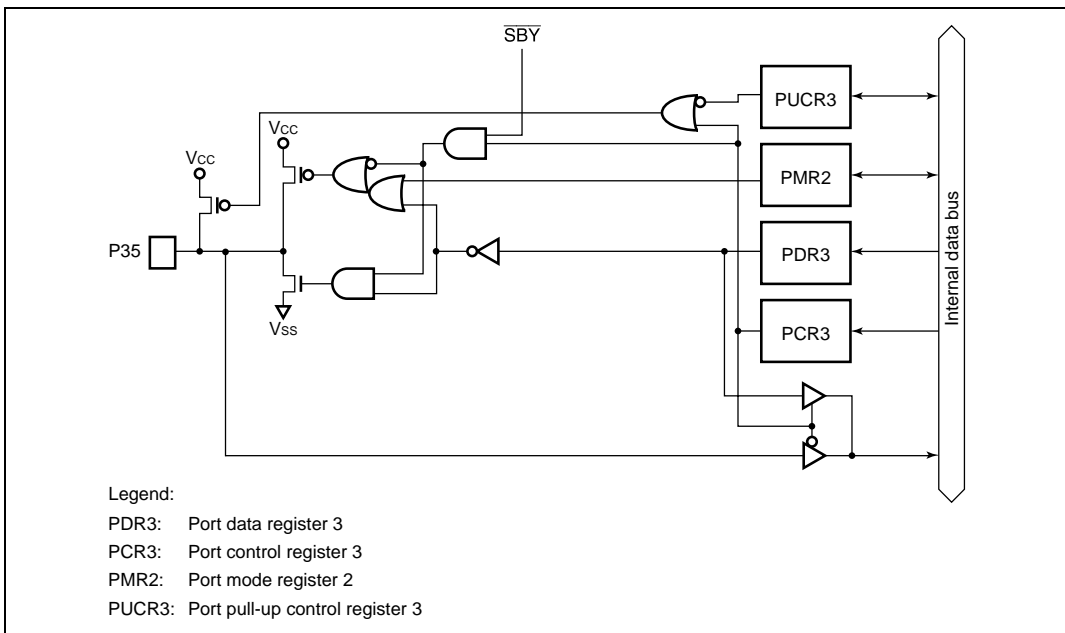 SBY
PUCR3
VCC
VCC
PMR2
P35
PDR3
VSS
PCR3
Internal data bus
Legend:
PDR3: Port data register 3
PCR3: Port control register 3
PMR2: Port mode register 2
PUCR3: Port pull-up control register 3